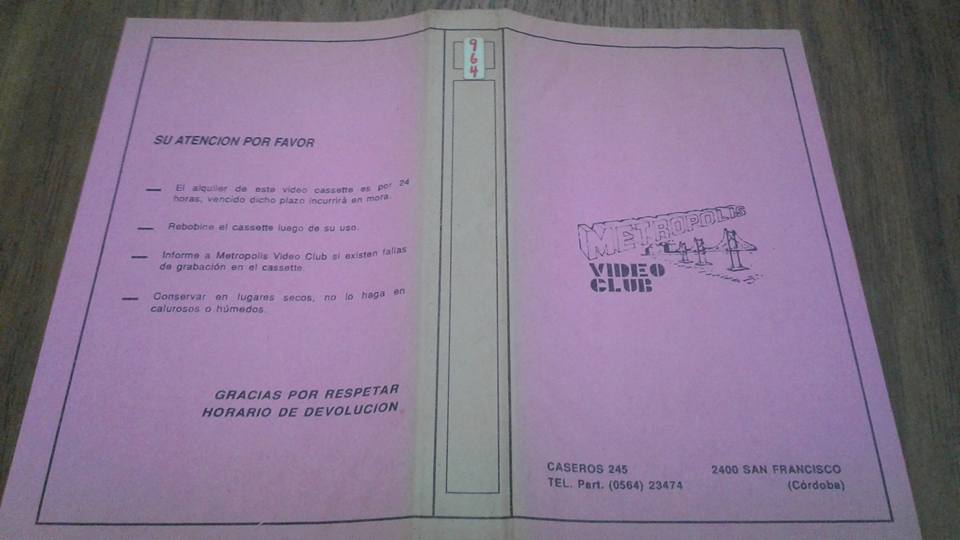 SU ATENCION POR FAVOR
— El alquiler de este video cassette es por 24
horas, vencido dicho plazo incurrirá en mora.
— Rebobine el cassette luego de su uso.
— Informe a Metropolis Video Club si existen fallas
de grabación en el cassette.
— Conservar en lugares secos, no lo haga en
calurosos o húmedos.
GRACIAS POR RESPETAR
HORARIO DE DEVOLUCION
964
METROPOLIS
VIDEO
CLUB
CASEROS 245
TEL. Part. (0564) 23474
2400 SAN FRANCISCO
(Córdoba)